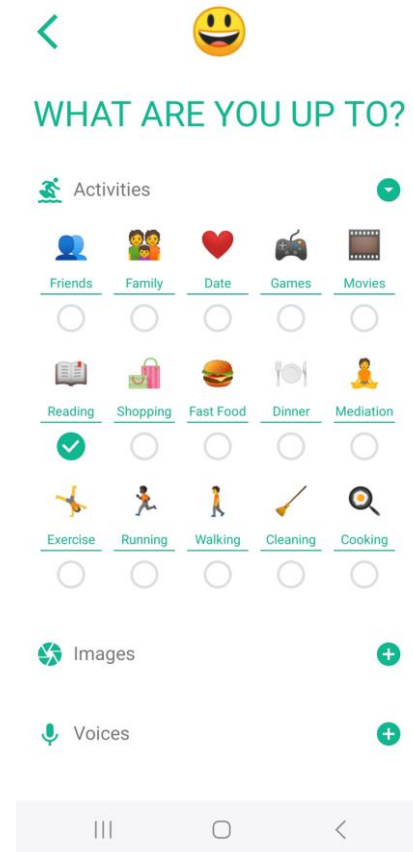 WHAT ARE YOU UP TO?
Activities
Friends Family Date Games Movies
Reading Shopping Fast Food Dinner Mediation
Exercise Running Walking Cleaning Cooking
Images
Voices